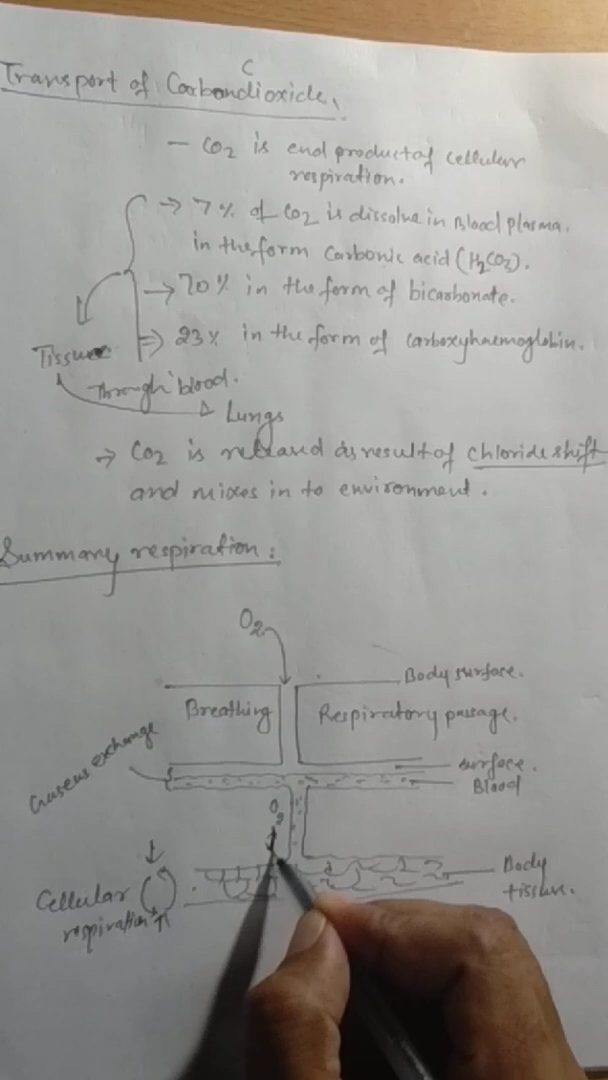 C
Transport of Carbondioxide,
- CO2 is end product of cellular
respiration.
→ 7% of CO2 is dissolve in Blood plasma.
in the form Carbonic acid (H2CO3).
→ 70% in the form of bicarbonate.
→ 23% in the form of carboxyhaemoglobin.
Tissue
Through blood.
Lungs
→ CO2 is as result of chloride shift
and mixes in to environment.
Summary respiration:
O2
Body surface.
Breathing
Respiratory passage.
Gaseus exchange
surface.
Blood
O2
Cellular
respiration
Body
tissue.